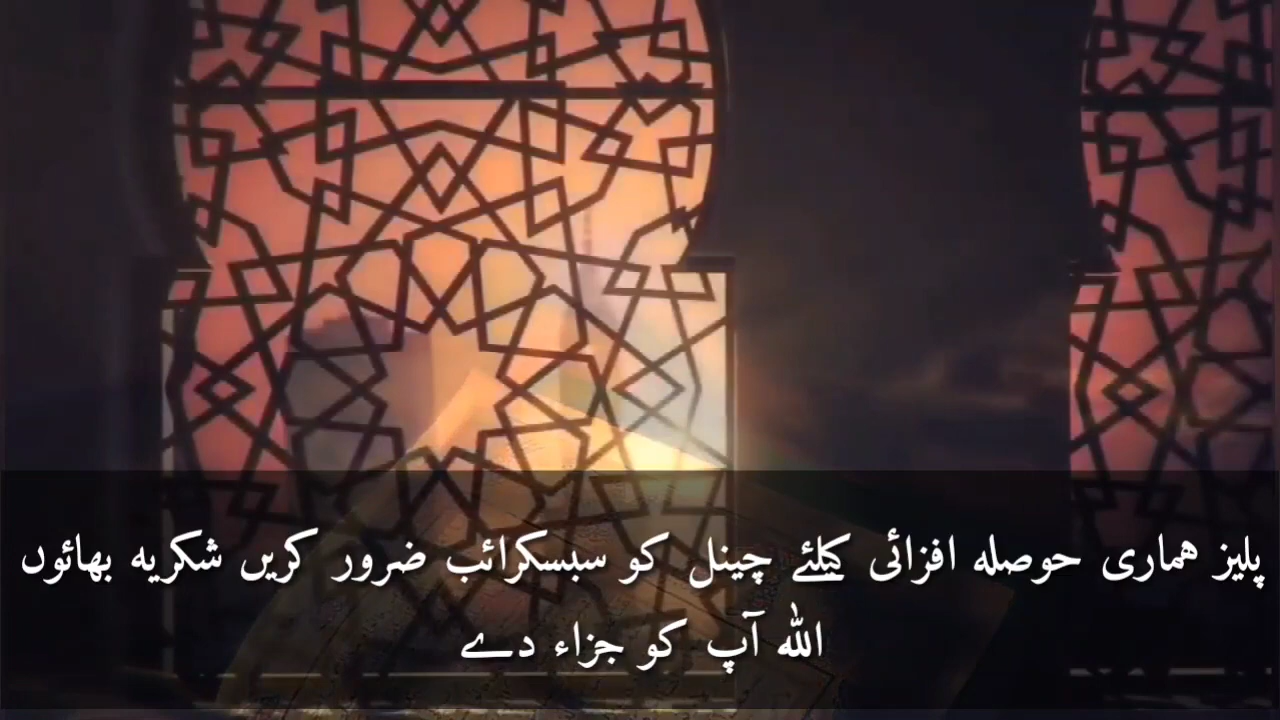 پلیز ہماری حوصلہ افزائی کیلئے چینل کو سبسکرائب ضرور کریں شکریہ بھائوں
اللہ آپ کو جزاء دے